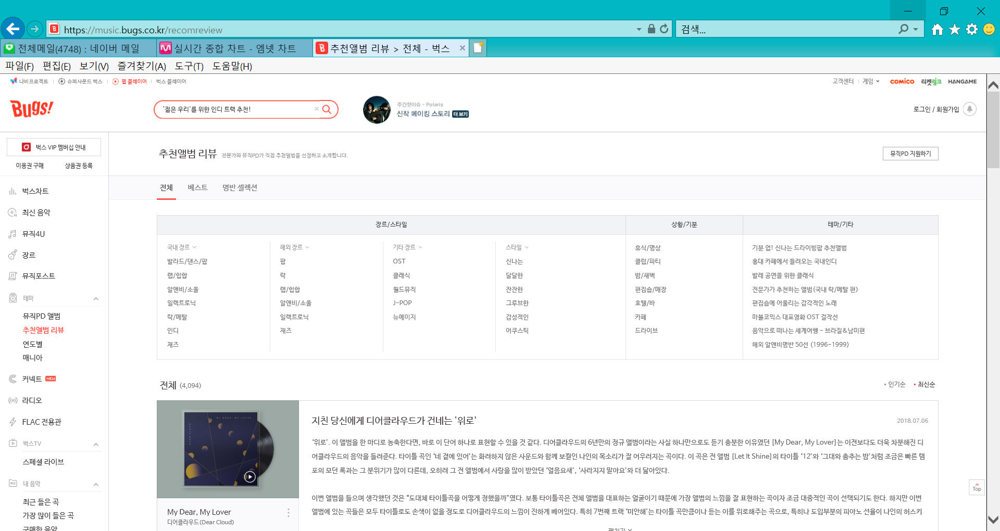 https://music.bugs.co.kr/recomreview
검색...
전체메일(4748) : 네이버 메일
실시간 종합 차트 - 엠넷 차트
추천앨범 리뷰 > 전체 - 벅스
파일(F) 편집(E) 보기(V) 즐겨찾기(A) 도구(T) 도움말(H)
나비프로젝트 슈퍼사운드 벅스 웹 플레이어 벅스 플레이어
고객센터 게임 comico 티켓링크 HANGAME
Bugs!
'젊은 우리'를 위한 인디 트랙 추천!
주간핫이슈 - Polaris
신작 메이킹 스토리 더 보기
로그인 / 회원가입
벅스 VIP 멤버십 안내
이용권 구매 상품권 등록
벅스차트
최신 음악
뮤직4U
장르
뮤직포스트
테마
뮤직PD 앨범
추천앨범 리뷰
연도별
매니아
커넥트 NEW
라디오
FLAC 전용관
벅스TV
스페셜 라이브
내 음악
최근 들은 곡
가장 많이 들은 곡
구매한 음악
추천앨범 리뷰 전문가와 뮤직PD가 직접 추천앨범을 선정하고 소개합니다.
뮤직PD 지원하기
전체 베스트 명반 셀렉션
장르/스타일 상황/기분 테마/기타
국내 장르
발라드/댄스/팝
랩/힙합
알앤비/소울
일렉트로닉
락/메탈
인디
재즈
해외 장르
팝
락
랩/힙합
알앤비/소울
일렉트로닉
재즈
기타 장르
OST
클래식
월드뮤직
J-POP
뉴에이지
스타일
신나는
달달한
잔잔한
그루브한
감성적인
어쿠스틱
휴식/명상
클럽/파티
밤/새벽
편집숍/매장
호텔/바
카페
드라이브
기분 업! 신나는 드라이빙팝 추천앨범
홍대 카페에서 들려오는 국내인디
발레 공연을 위한 클래식
전문가가 추천하는 앨범(국내 락/메탈 편)
편집숍에 어울리는 감각적인 노래
마블코믹스 대표영화 OST 걸작선
음악으로 떠나는 세계여행 - 브라질&남미편
해외 알앤비명반 50선 (1996-1999)
전체 (4,094)
인기순 최신순
MY DEAR, MY LOVER
My Dear, My Lover
디어클라우드(Dear Cloud)
지친 당신에게 디어클라우드가 건네는 '위로'
2018.07.06
‘위로’. 이 앨범을 한 마디로 농축한다면, 바로 이 단어 하나로 표현할 수 있을 것 같다. 디어클라우드의 6년만의 정규 앨범이라는 사실 하나만으로도 듣기 충분한 이유였던 [My Dear, My Lover]는 이전보다도 더욱 차분해진 디
어클라우드의 음악을 들려준다. 타이틀 곡인 ‘네 곁에 있어’는 화려하지 않은 사운드와 함께 보컬인 나인의 목소리가 잘 어우러지는 곡이다. 이 곡은 전 앨범 [Let It Shine]의 타이틀 ‘12’와 ‘그대와 춤추는 밤’처럼 조금은 빠른 템
포의 모던 록과는 그 분위기가 많이 다른데, 오히려 그 전 앨범에서 사랑을 많이 받았던 ‘얼음요새’, ‘사라지지 말아요’와 더 닮아있다.
이번 앨범을 들으며 생각했던 것은 “도대체 타이틀곡을 어떻게 정했을까”였다. 보통 타이틀곡은 전체 앨범을 대표하는 얼굴이기 때문에 가장 앨범의 느낌을 잘 표현하는 곡이자 조금 대중적인 곡이 선택되기도 한다. 하지만 이번
앨범에 있는 곡들은 모두 타이틀로도 손색이 없을 정도로 디어클라우드의 느낌이 진하게 베어있다. 특히 7번째 트랙 ‘미안해’는 타이틀 곡만큼이나 듣는 이를 위로해주는 곡으로, 특히나 도입부분의 피아노 선율이 나인의 허스키
펼치기
Top